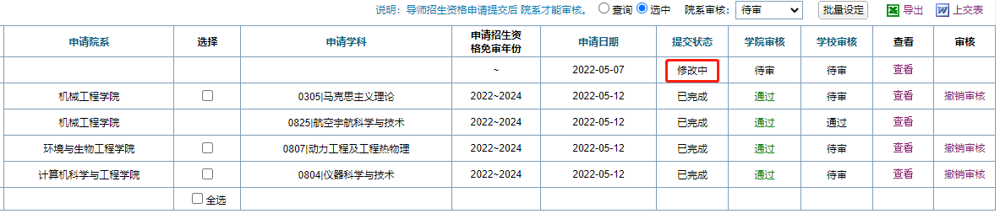 说明：导师招生资格申请提交后 院系才能审核。 查询 选中 院系审核： 待审 批量设定 导出 上交表
申请院系 选择 申请学科 申请招生资格免审年份 申请日期 提交状态 学院审核 学校审核 查看 审核
~ 2022-05-07 修改中 待审 待审 查看
机械工程学院 0305|马克思主义理论 2022~2024 2022-05-12 已完成 通过 待审 查看 撤销审核
机械工程学院 0825|航空宇航科学与技术 2022~2024 2022-05-12 已完成 通过 通过 查看
环境与生物工程学院 0807|动力工程及工程热物理 2022~2024 2022-05-12 已完成 通过 待审 查看 撤销审核
计算机科学与工程学院 0804|仪器科学与技术 2022~2024 2022-05-12 已完成 通过 待审 查看 撤销审核
全选